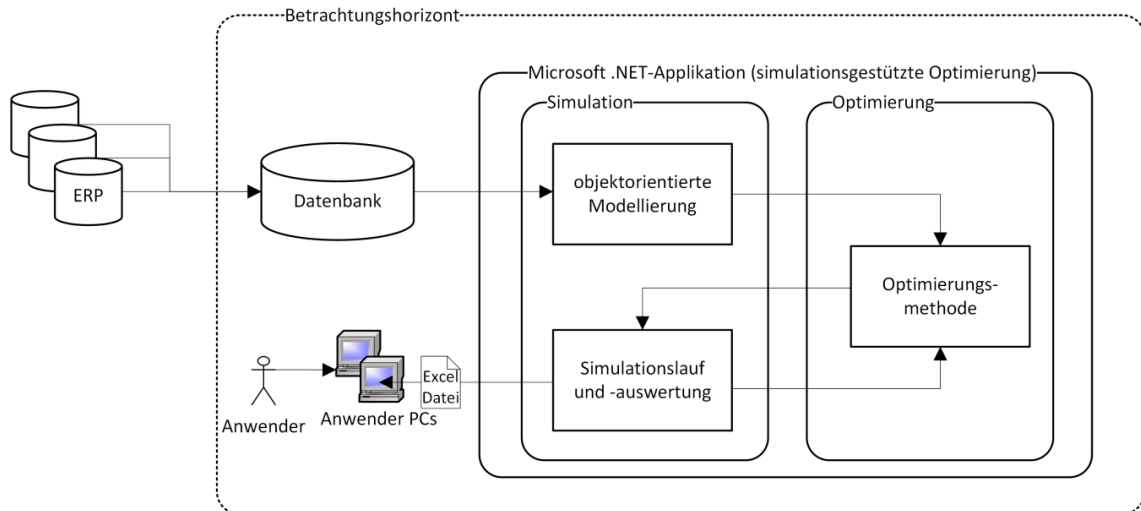 Betrachtungshorizont
Microsoft .NET-Applikation (simulationsgestützte Optimierung)
Simulation
Optimierung
ERP
Datenbank
objektorientierte
Modellierung
Optimierungs-
methode
Simulationslauf
und -auswertung
Excel
Datei
Anwender
Anwender PCs